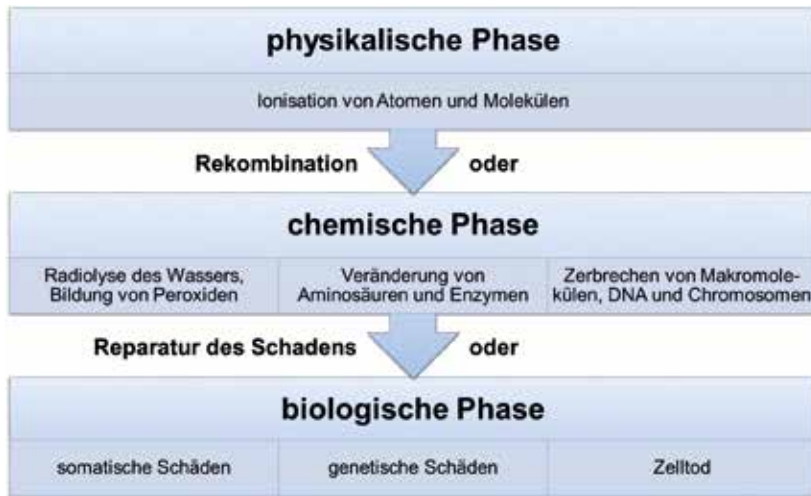 physikalische Phase
Ionisation von Atomen und Molekülen
Rekombination oder
chemische Phase
Radiolyse des Wassers,
Bildung von Peroxiden
Veränderung von
Aminosäuren und Enzymen
Zerbrechen von Makromole-
külen, DNA und Chromosomen
Reparatur des Schadens oder
biologische Phase
somatische Schäden
genetische Schäden
Zelltod